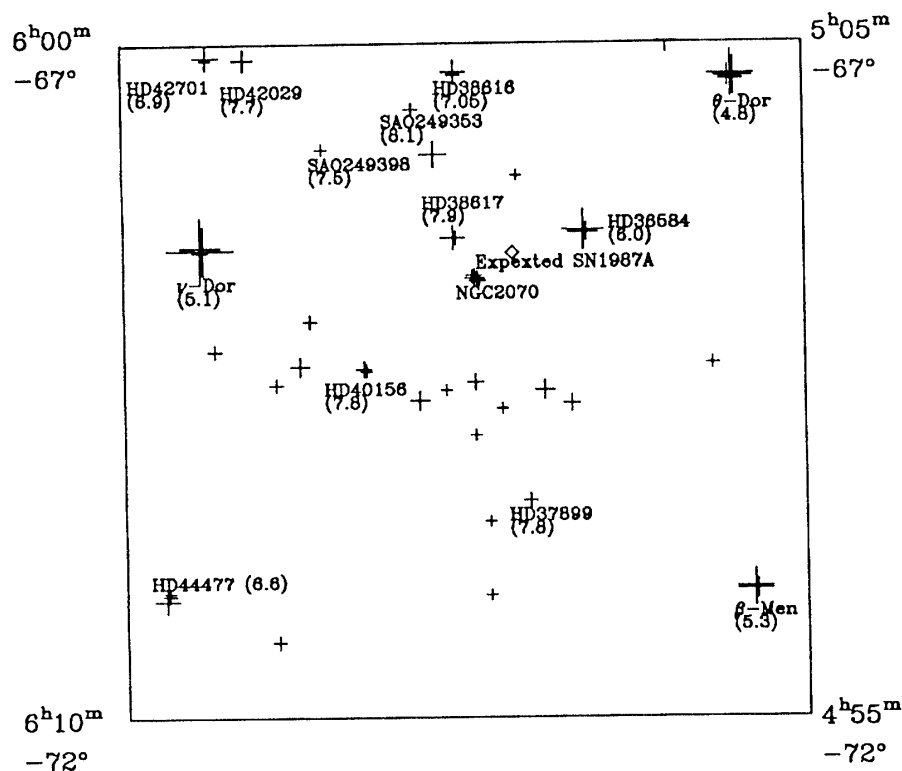 6h00m
-67°
5h05m
-67°
HD42701
(6.9)
HD42029
(7.7)
HD38616
(7.05)
θ-Dor
(4.8)
SAO249353
(8.1)
SAO249398
(7.5)
HD38617
(7.9)
HD36584
(6.0)
Expexted SN1987A
NGC2070
ν-Dor
(5.1)
HD40156
(7.8)
HD37899
(7.8)
HD44477 (6.6)
β-Men
(5.3)
6h10m
-72°
4h55m
-72°